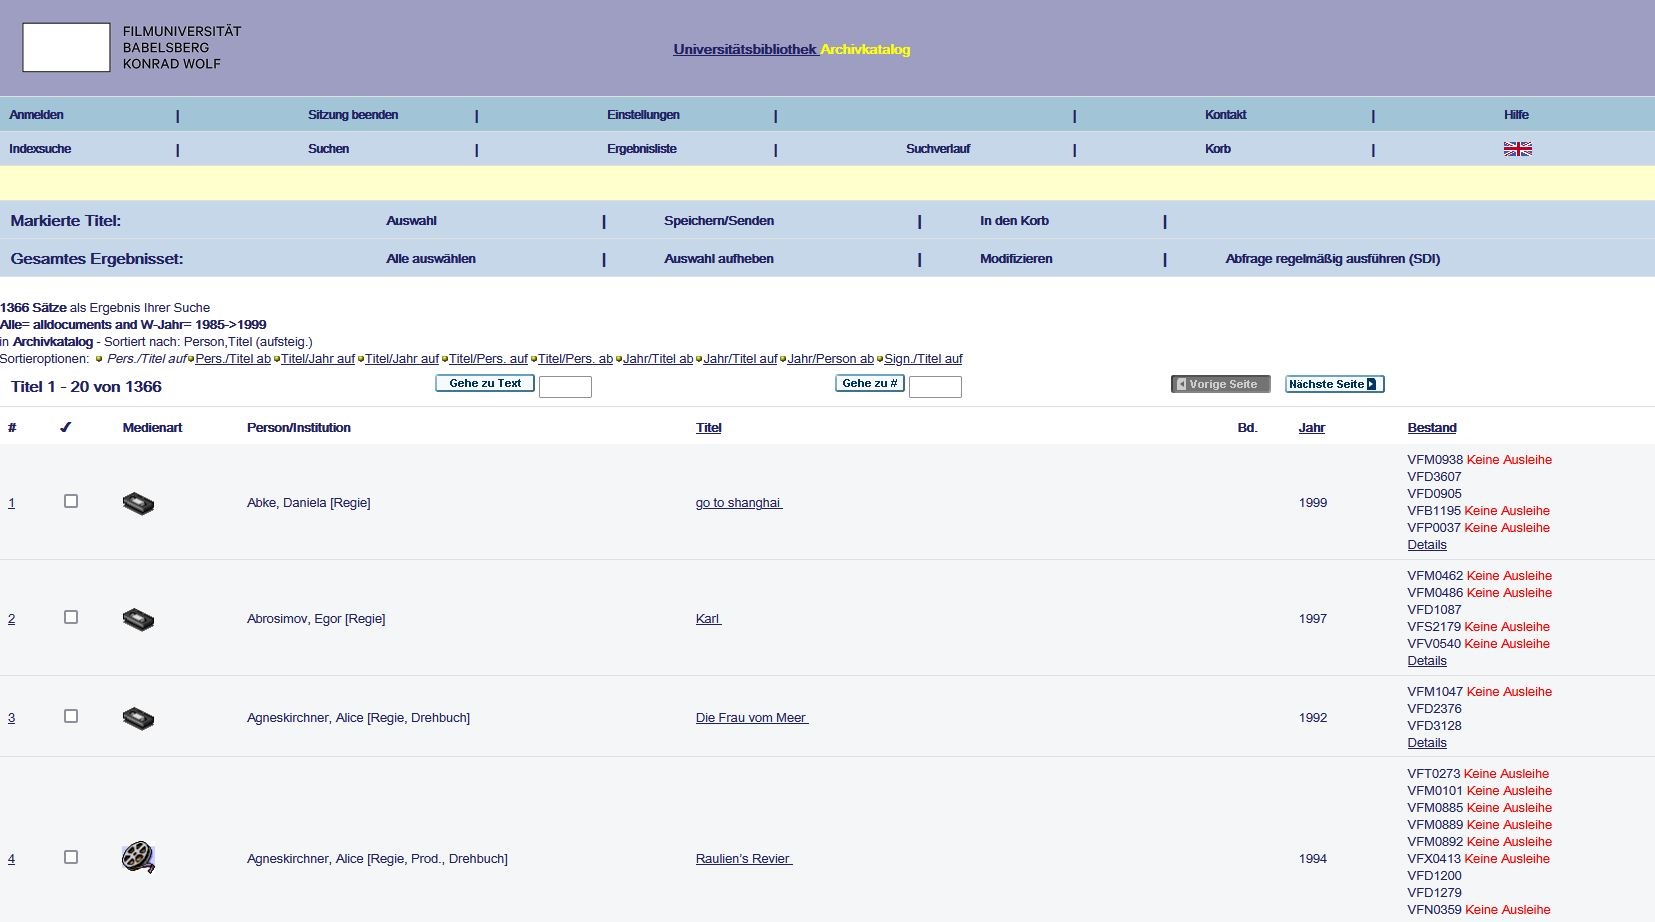 FILMUNIVERSITÄT
BABELSBERG
KONRAD WOLF
Universitätsbibliothek Archivkatalog
Anmelden | Sitzung beenden | Einstellungen | | Kontakt | Hilfe
Indexsuche | Suchen | Ergebnisliste | Suchverlauf | Korb |
Markierte Titel: Auswahl | Speichern/Senden | In den Korb |
Gesamtes Ergebnisset: Alle auswählen | Auswahl aufheben | Modifizieren | Abfrage regelmäßig ausführen (SDI)
1366 Sätze als Ergebnis Ihrer Suche
Alle= alldocuments and W-Jahr= 1985->1999
in Archivkatalog - Sortiert nach: Person,Titel (aufsteig.)
Sortieroptionen: Pers./Titel auf Pers./Titel ab Titel/Jahr auf Titel/Jahr auf Titel/Pers. auf Titel/Pers. ab Jahr/Titel ab Jahr/Titel auf Jahr/Person ab Sign./Titel auf
Titel 1 - 20 von 1366 Gehe zu Text Gehe zu # Vorige Seite Nächste Seite
# ✓ Medienart Person/Institution Titel Bd. Jahr Bestand
1 Abke, Daniela [Regie] go to shanghai 1999
VFM0938 Keine Ausleihe
VFD3607
VFD0905
VFB1195 Keine Ausleihe
VFP0037 Keine Ausleihe
Details
2 Abrosimov, Egor [Regie] Karl 1997
VFM0462 Keine Ausleihe
VFM0486 Keine Ausleihe
VFD1087
VFS2179 Keine Ausleihe
VFV0540 Keine Ausleihe
Details
3 Agneskirchner, Alice [Regie, Drehbuch] Die Frau vom Meer 1992
VFM1047 Keine Ausleihe
VFD2376
VFD3128
Details
4 Agneskirchner, Alice [Regie, Prod., Drehbuch] Raulien's Revier 1994
VFT0273 Keine Ausleihe
VFM0101 Keine Ausleihe
VFM0885 Keine Ausleihe
VFM0889 Keine Ausleihe
VFM0892 Keine Ausleihe
VFX0413 Keine Ausleihe
VFD1200
VFD1279
VFN0359 Keine Ausleihe